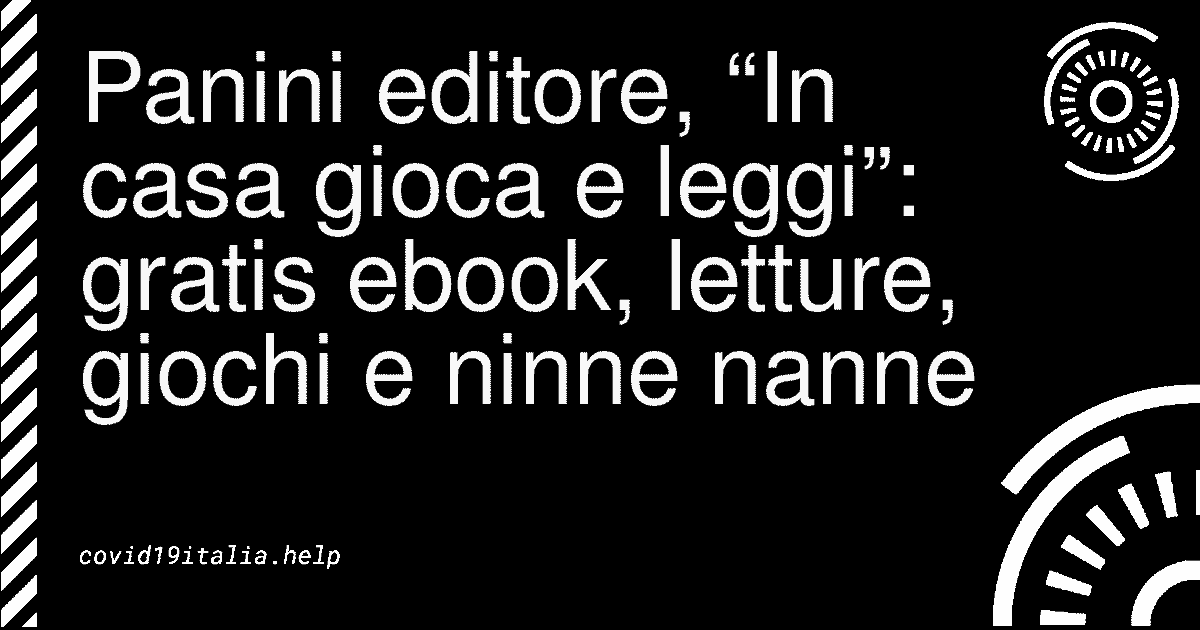 Panini editore, “In
casa gioca e leggi”:
gratis ebook, letture,
giochi e ninne nanne
covid19italia.help